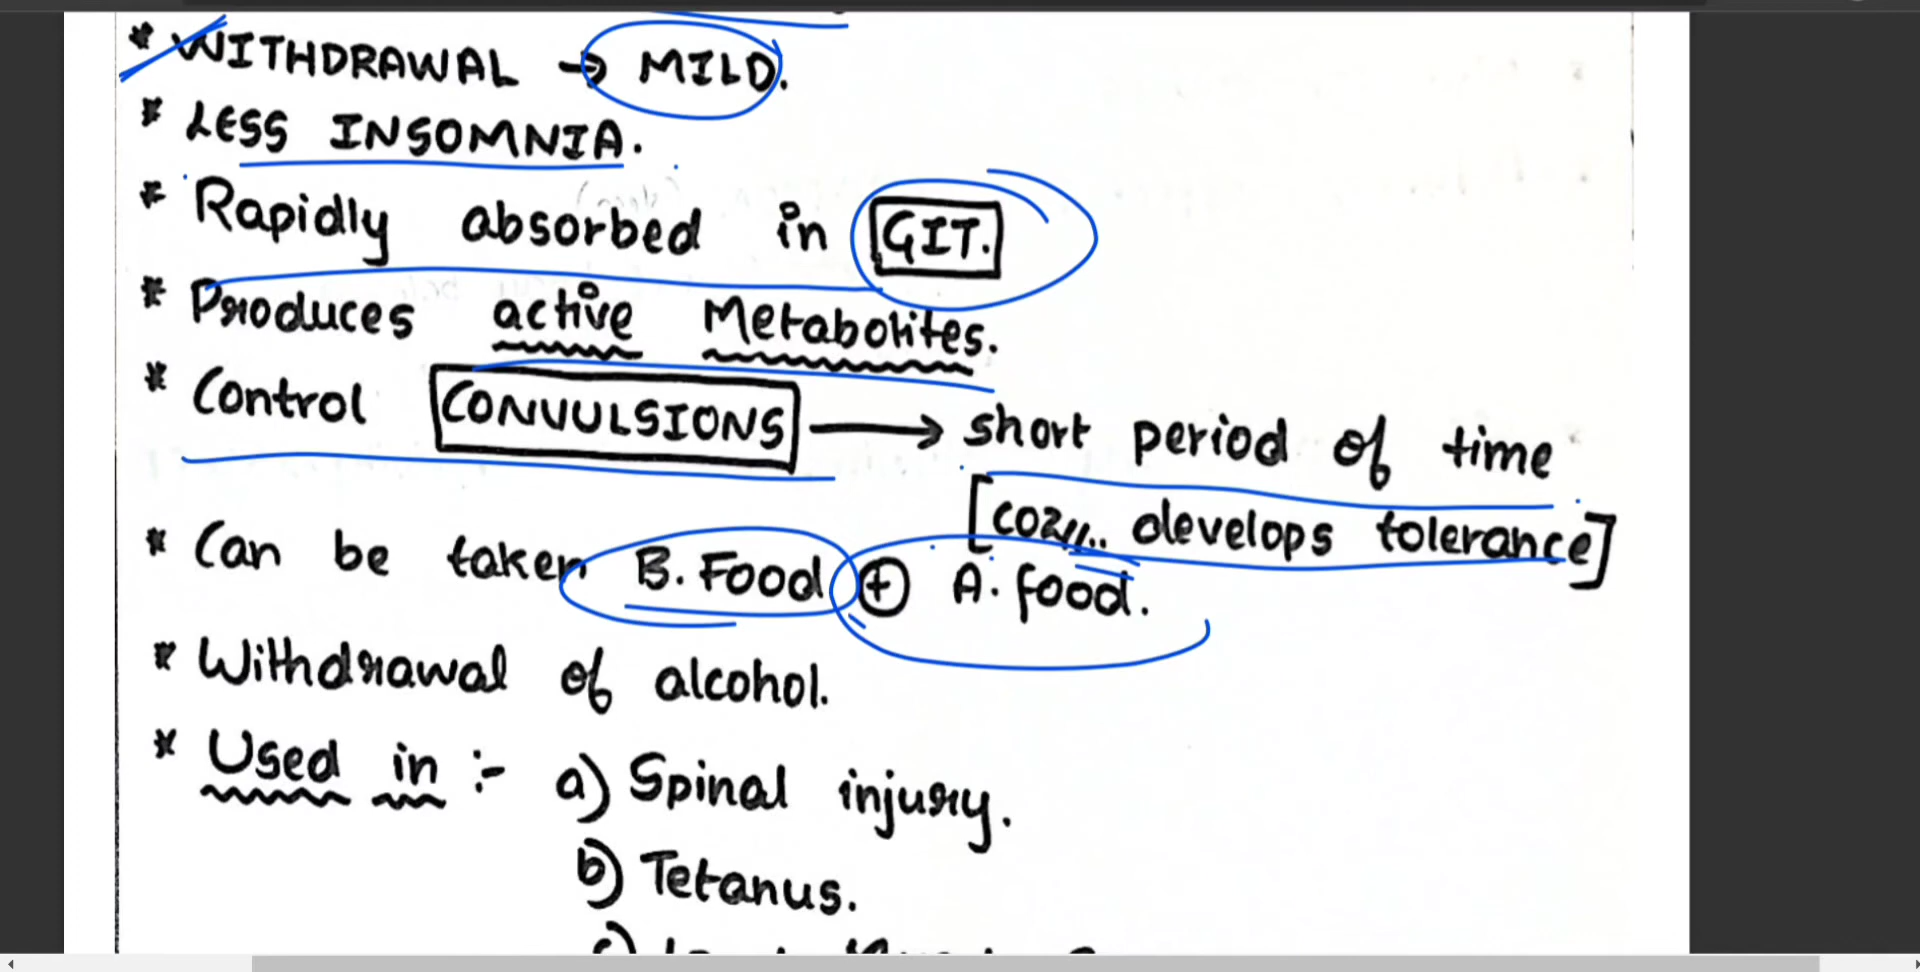 * WITHDRAWAL → MILD.
* LESS INSOMNIA.
* Rapidly absorbed in GIT.
* Produces active Metabolites.
* Control CONVULSIONS → short period of time
[coz,,.. develops tolerance]
* Can be taken B. Food + A. food.
* Withdrawal of alcohol.
* Used in :- a) Spinal injury.
b) Tetanus.
c)